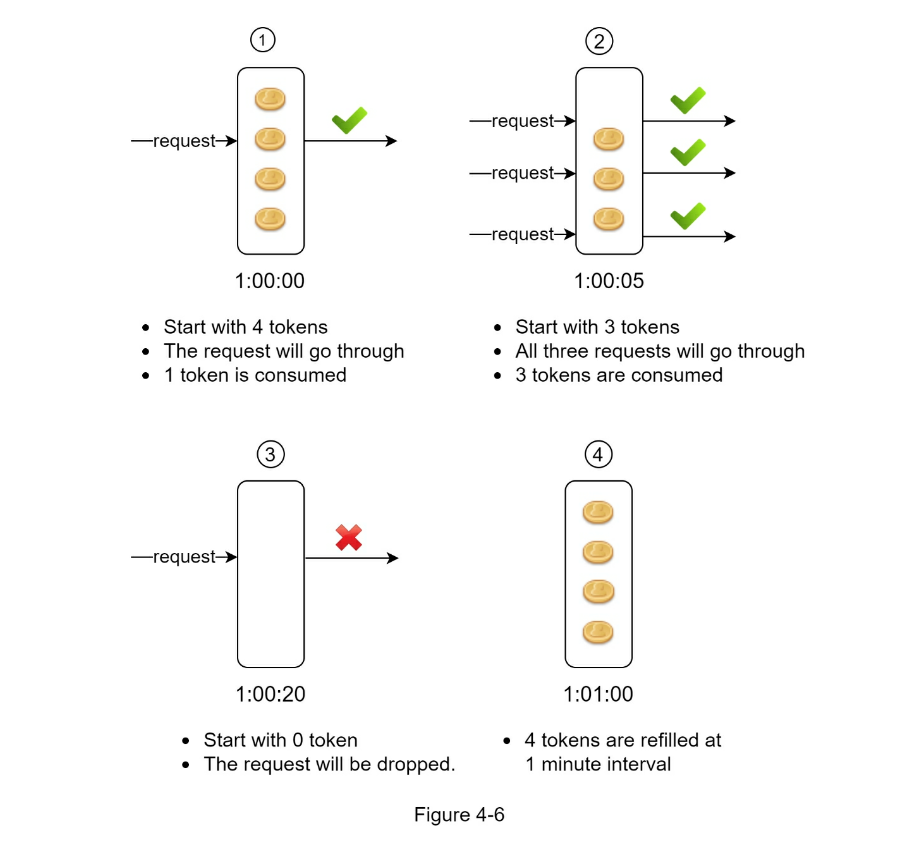 1
request
1:00:00
• Start with 4 tokens
• The request will go through
• 1 token is consumed
2
request
request
request
1:00:05
• Start with 3 tokens
• All three requests will go through
• 3 tokens are consumed
3
request
1:00:20
• Start with 0 token
• The request will be dropped.
4
1:01:00
• 4 tokens are refilled at
1 minute interval
Figure 4-6